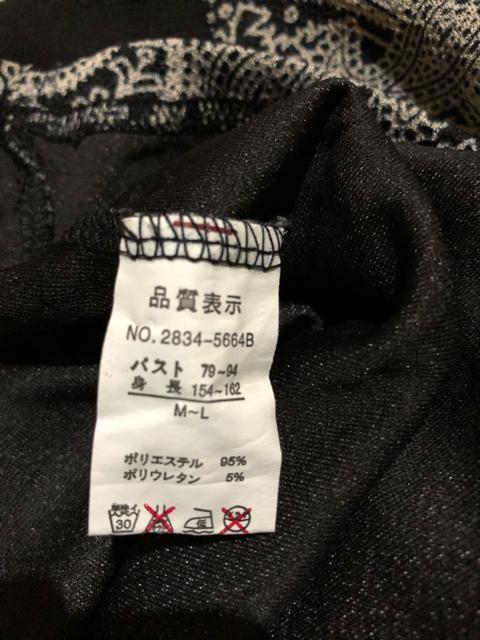 品質表示
NO.2834-5664B
バスト 79~94
身長 154~162
M~L
ポリエステル 95%
ポリウレタン 5%
30 低